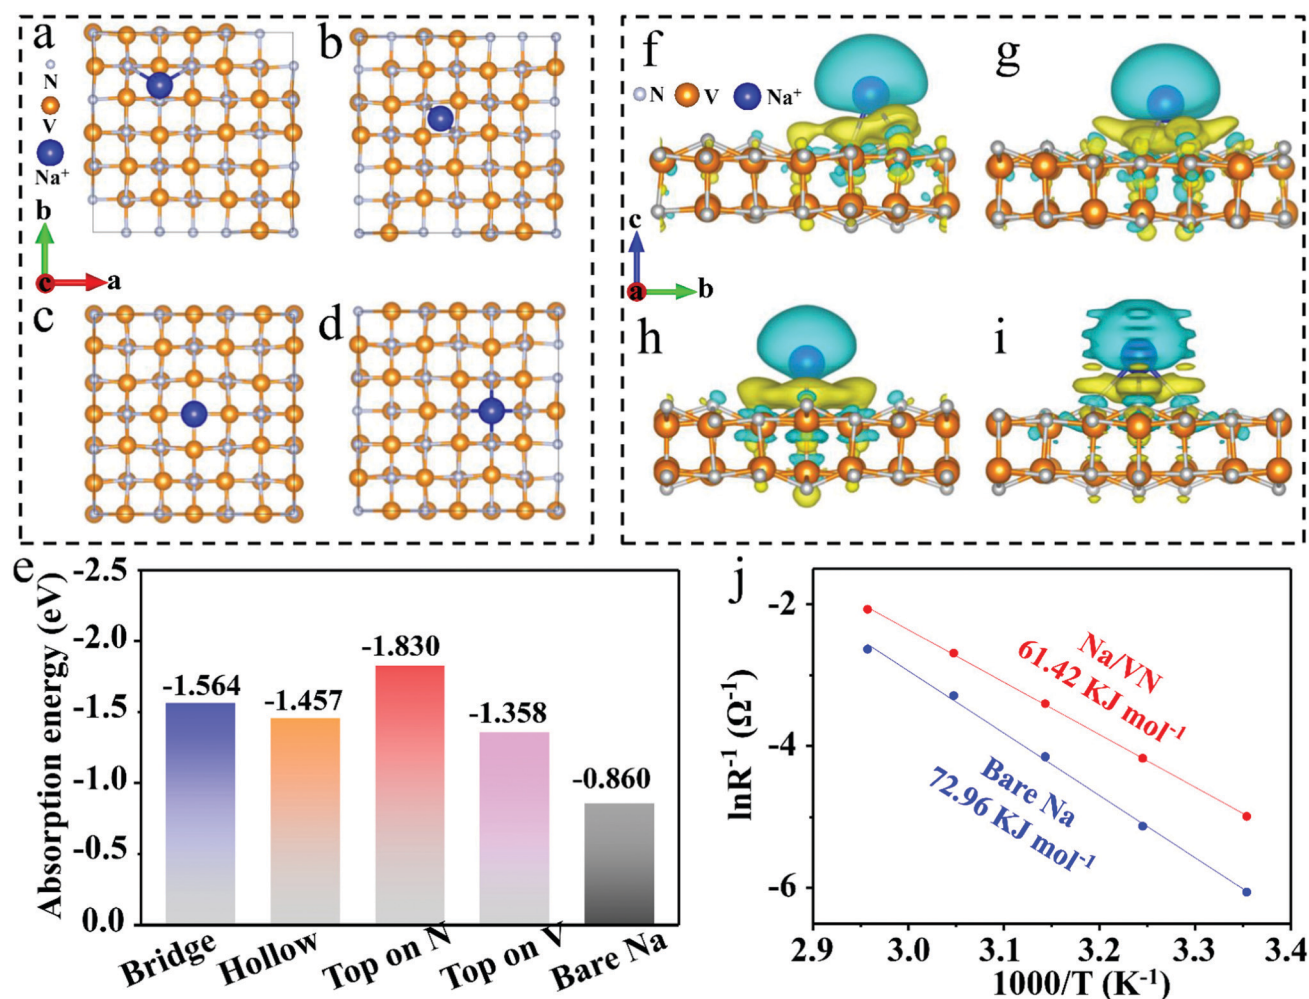 a
b
N
V
Na⁺
b
c
a
c
d
f
g
N
V
Na⁺
c
a
b
h
i
e
Absorption energy (eV)
-2.5
-2.0
-1.5
-1.0
-0.5
0.0
-1.564
-1.457
-1.830
-1.358
-0.860
Bridge
Hollow
Top on N
Top on V
Bare Na
j
lnR⁻¹ (Ω⁻¹)
-2
-4
-6
Na/VN
61.42 KJ mol⁻¹
Bare Na
72.96 KJ mol⁻¹
2.9
3.0
3.1
3.2
3.3
3.4
1000/T (K⁻¹)